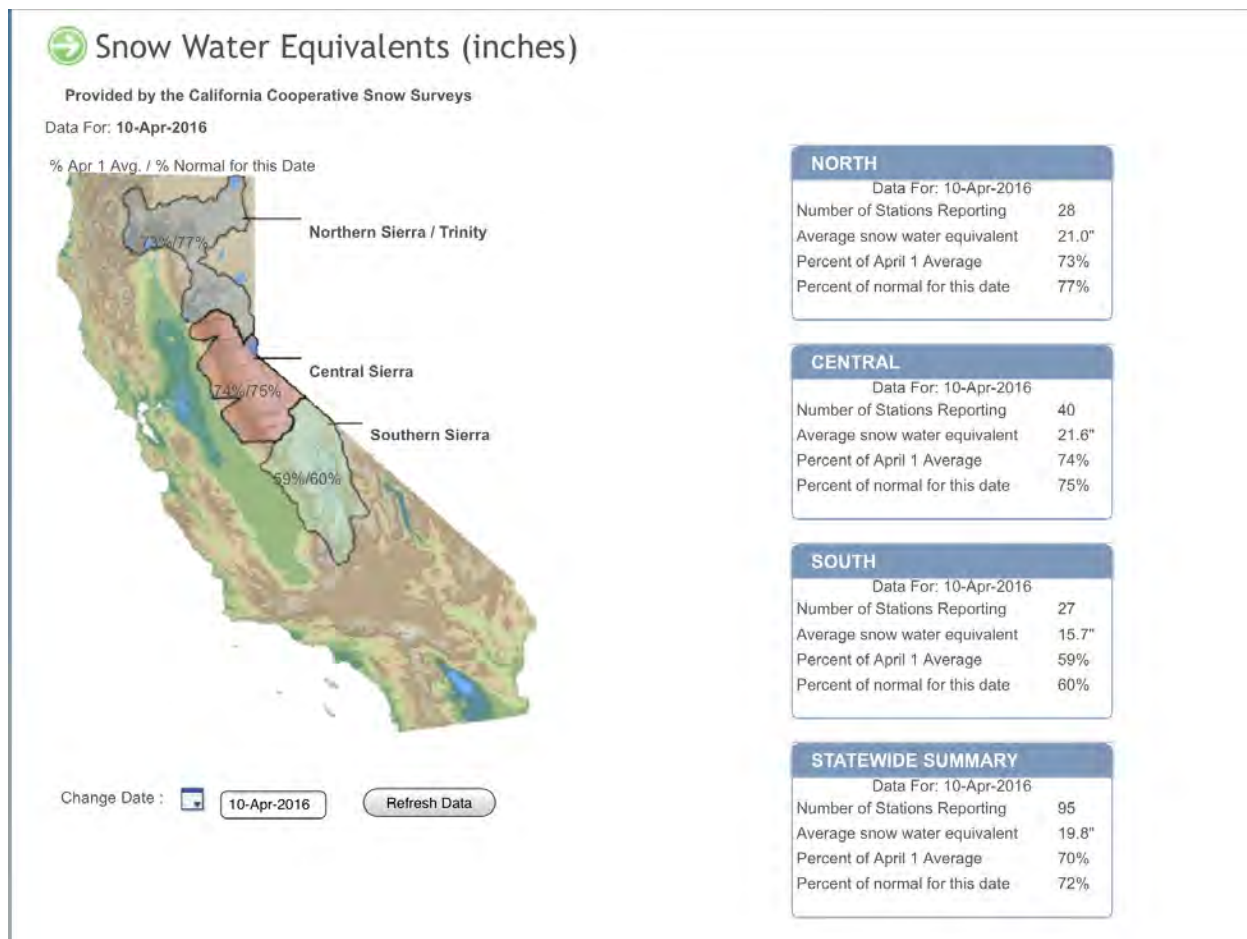 Snow Water Equivalents (inches)
Provided by the California Cooperative Snow Surveys
Data For: 10-Apr-2016
% Apr 1 Avg. / % Normal for this Date
73%/77%
Northern Sierra / Trinity
Central Sierra
74%/75%
Southern Sierra
59%/60%
Change Date :
10-Apr-2016
Refresh Data
NORTH
Data For: 10-Apr-2016
Number of Stations Reporting 28
Average snow water equivalent 21.0"
Percent of April 1 Average 73%
Percent of normal for this date 77%
CENTRAL
Data For: 10-Apr-2016
Number of Stations Reporting 40
Average snow water equivalent 21.6"
Percent of April 1 Average 74%
Percent of normal for this date 75%
SOUTH
Data For: 10-Apr-2016
Number of Stations Reporting 27
Average snow water equivalent 15.7"
Percent of April 1 Average 59%
Percent of normal for this date 60%
STATEWIDE SUMMARY
Data For: 10-Apr-2016
Number of Stations Reporting 95
Average snow water equivalent 19.8"
Percent of April 1 Average 70%
Percent of normal for this date 72%